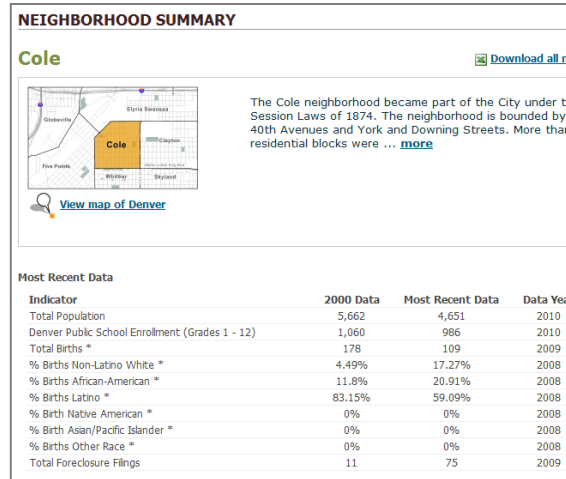 NEIGHBORHOOD SUMMARY
Cole
Download all
The Cole neighborhood became part of the City under
Session Laws of 1874. The neighborhood is bounded by
40th Avenues and York and Downing Streets. More
residential blocks were ... more
Globeville
Elyria Swansea
Cole
Clayton
Five Points
Whittier
Skyland
View map of Denver
Most Recent Data
Indicator 2000 Data Most Recent Data Data
Total Population 5,662 4,651 2010
Denver Public School Enrollment (Grades 1 - 12) 1,060 986 2010
Total Births * 178 109 2009
% Births Non-Latino White * 4.49% 17.27% 2008
% Births African-American * 11.8% 20.91% 2008
% Births Latino * 83.15% 59.09% 2008
% Birth Native American * 0% 0% 2008
% Birth Asian/Pacific Islander * 0% 0% 2008
% Births Other Race * 0% 0% 2008
Total Foreclosure Filings 11 75 2009